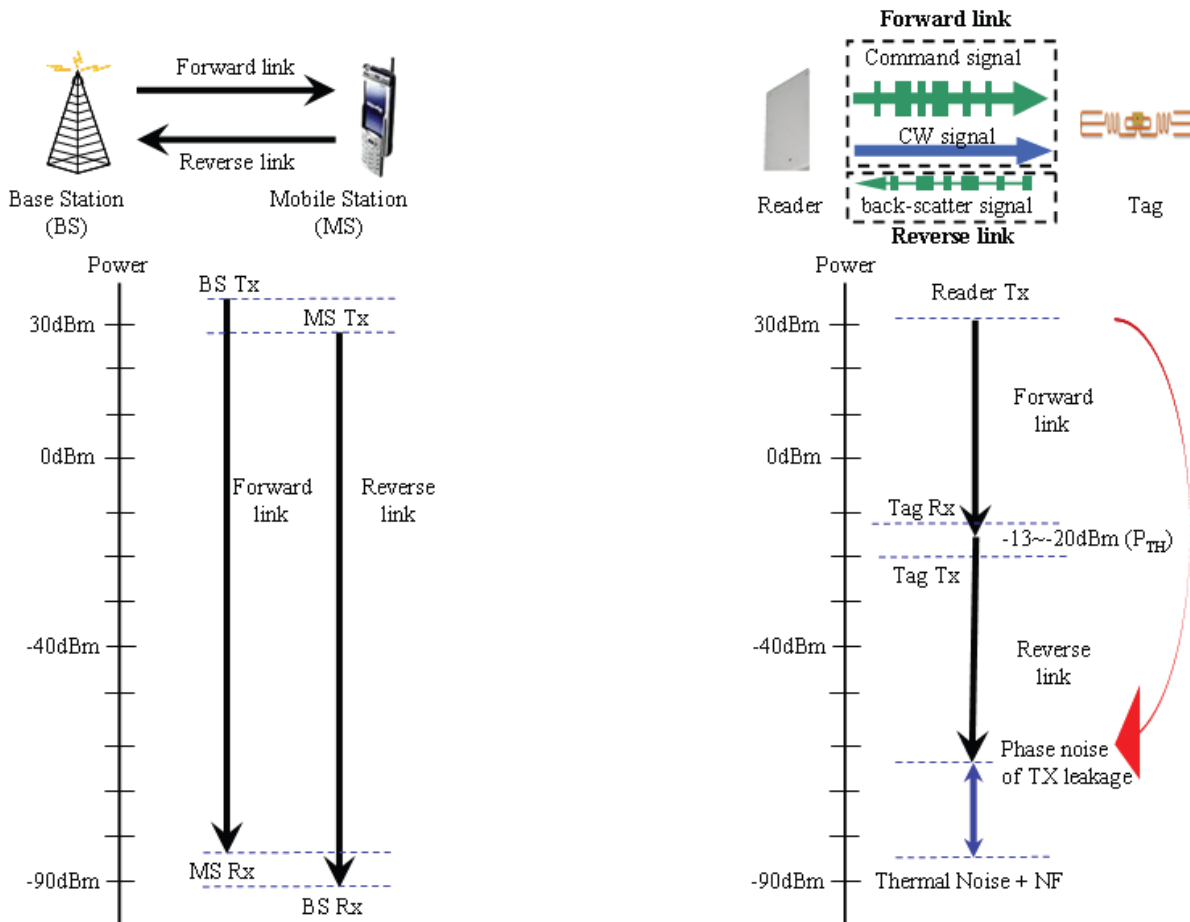 Forward link
Reverse link
Base Station
(BS)
Mobile Station
(MS)
Power
BS Tx
MS Tx
30dBm
0dBm
Forward
link
Reverse
link
-40dBm
MS Rx
-90dBm
BS Rx
Forward link
Command signal
CW signal
back-scatter signal
Reader
Tag
Reverse link
Power
Reader Tx
30dBm
Forward
link
0dBm
Tag Rx
-13~-20dBm (PTH)
Tag Tx
-40dBm
Reverse
link
Phase noise
of TX leakage
-90dBm
Thermal Noise + NF